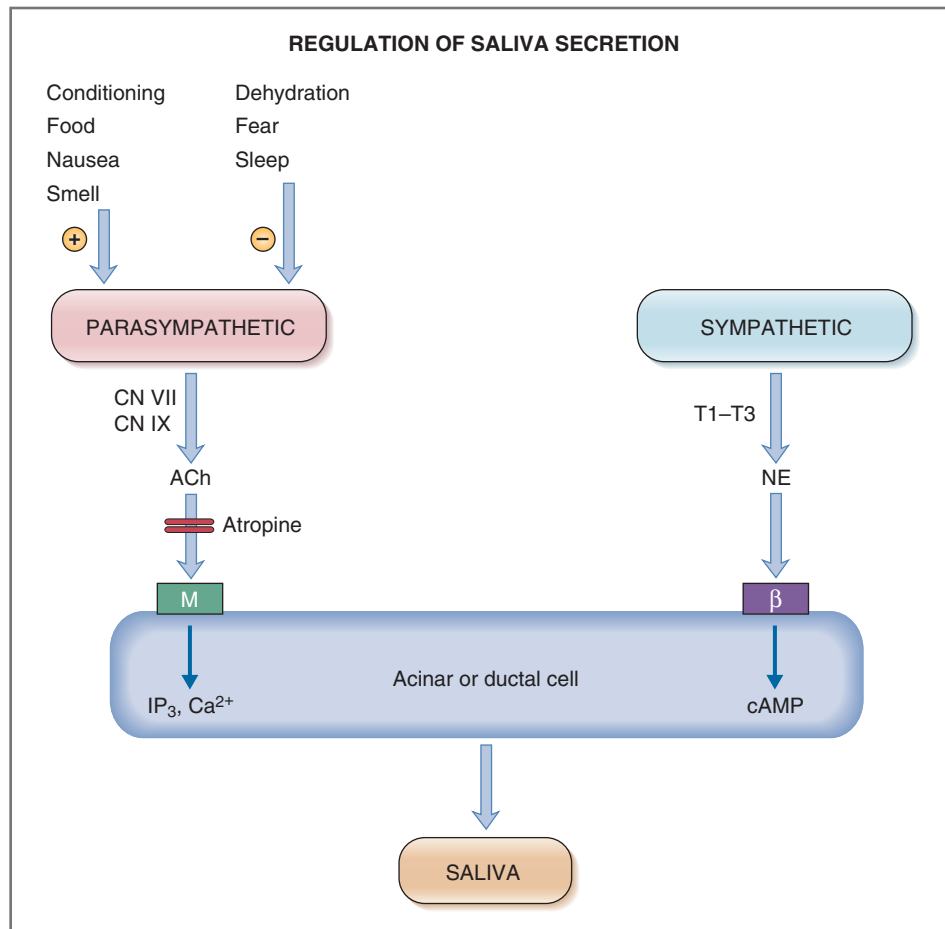 REGULATION OF SALIVA SECRETION
Conditioning
Food
Nausea
Smell
Dehydration
Fear
Sleep
+
−
PARASYMPATHETIC
SYMPATHETIC
CN VII
CN IX
T1–T3
ACh
NE
Atropine
M
β
Acinar or ductal cell
IP₃, Ca²⁺
cAMP
SALIVA